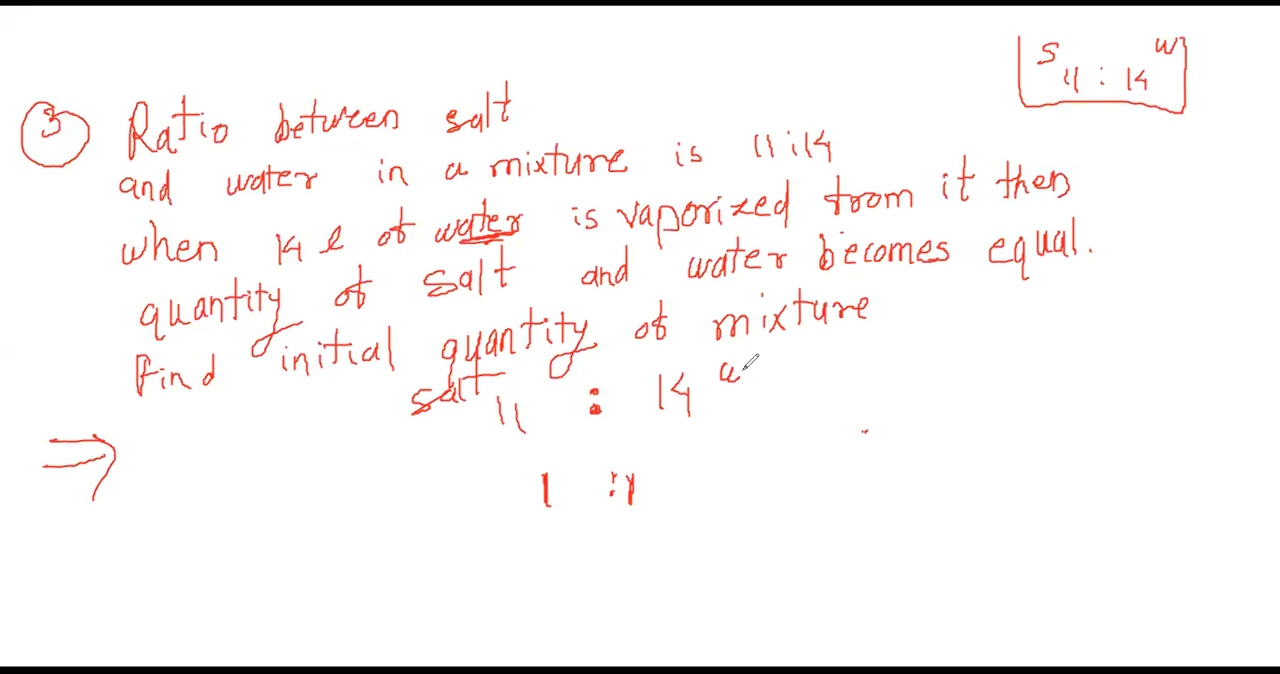 S W
11 : 14
3 Ratio between salt
and water in a mixture is 11:14
when 14 l of water is vaporized from it then
quantity of salt and water becomes equal.
Find initial quantity of mixture
salt 11 : 14 w
⇒
1 : 1